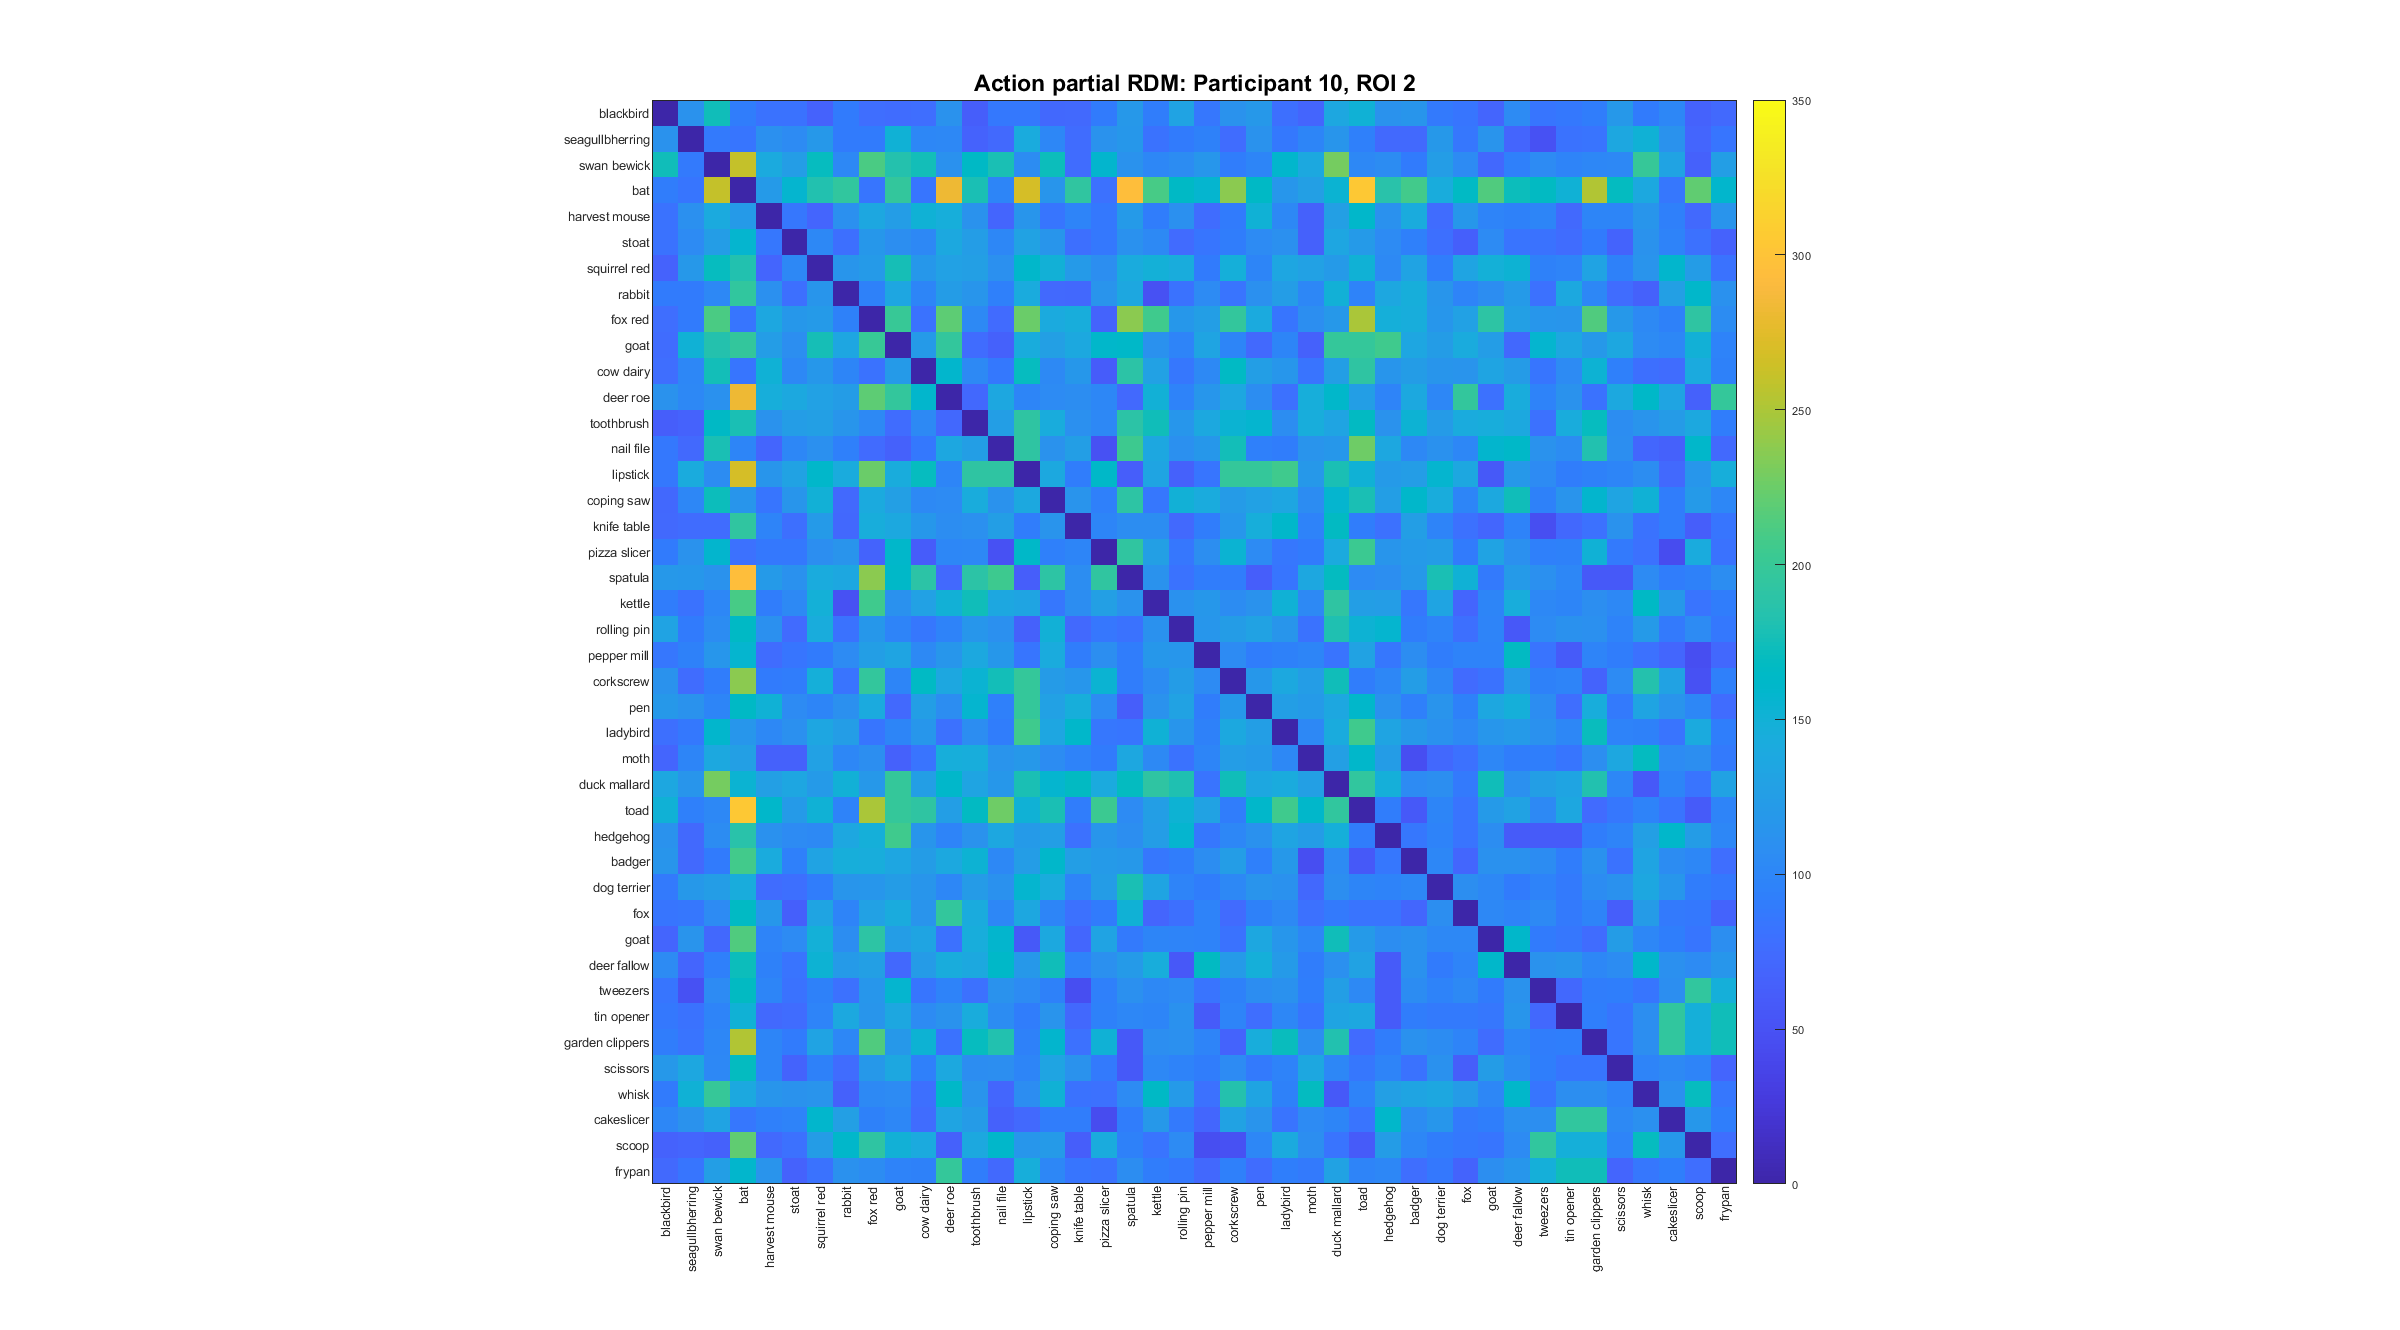 Action partial RDM: Participant 10, ROI 2
blackbird
seagullbherring
swan bewick
bat
harvest mouse
stoat
squirrel red
rabbit
fox red
goat
cow dairy
deer roe
toothbrush
nail file
lipstick
coping saw
knife table
pizza slicer
spatula
kettle
rolling pin
pepper mill
corkscrew
pen
ladybird
moth
duck mallard
toad
hedgehog
badger
dog terrier
fox
goat
deer fallow
tweezers
tin opener
garden clippers
scissors
whisk
cakeslicer
scoop
frypan
blackbird
seagullbherring
swan bewick
bat
harvest mouse
stoat
squirrel red
rabbit
fox red
goat
cow dairy
deer roe
toothbrush
nail file
lipstick
coping saw
knife table
pizza slicer
spatula
kettle
rolling pin
pepper mill
corkscrew
pen
ladybird
moth
duck mallard
toad
hedgehog
badger
dog terrier
fox
goat
deer fallow
tweezers
tin opener
garden clippers
scissors
whisk
cakeslicer
scoop
frypan
350
300
250
200
150
100
50
0